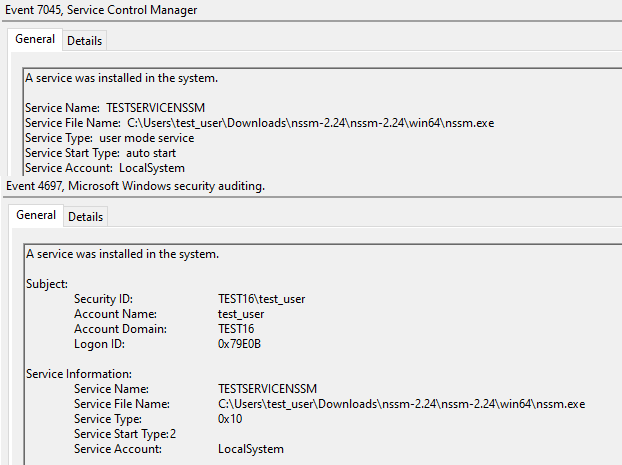 Event 7045, Service Control Manager
General Details
A service was installed in the system.
Service Name: TESTSERVICENSSM
Service File Name: C:\Users\test_user\Downloads\nssm-2.24\nssm-2.24\win64\nssm.exe
Service Type: user mode service
Service Start Type: auto start
Service Account: LocalSystem
Event 4697, Microsoft Windows security auditing.
General Details
A service was installed in the system.
Subject:
Security ID: TEST16\test_user
Account Name: test_user
Account Domain: TEST16
Logon ID: 0x79E0B
Service Information:
Service Name: TESTSERVICENSSM
Service File Name: C:\Users\test_user\Downloads\nssm-2.24\nssm-2.24\win64\nssm.exe
Service Type: 0x10
Service Start Type:2
Service Account: LocalSystem